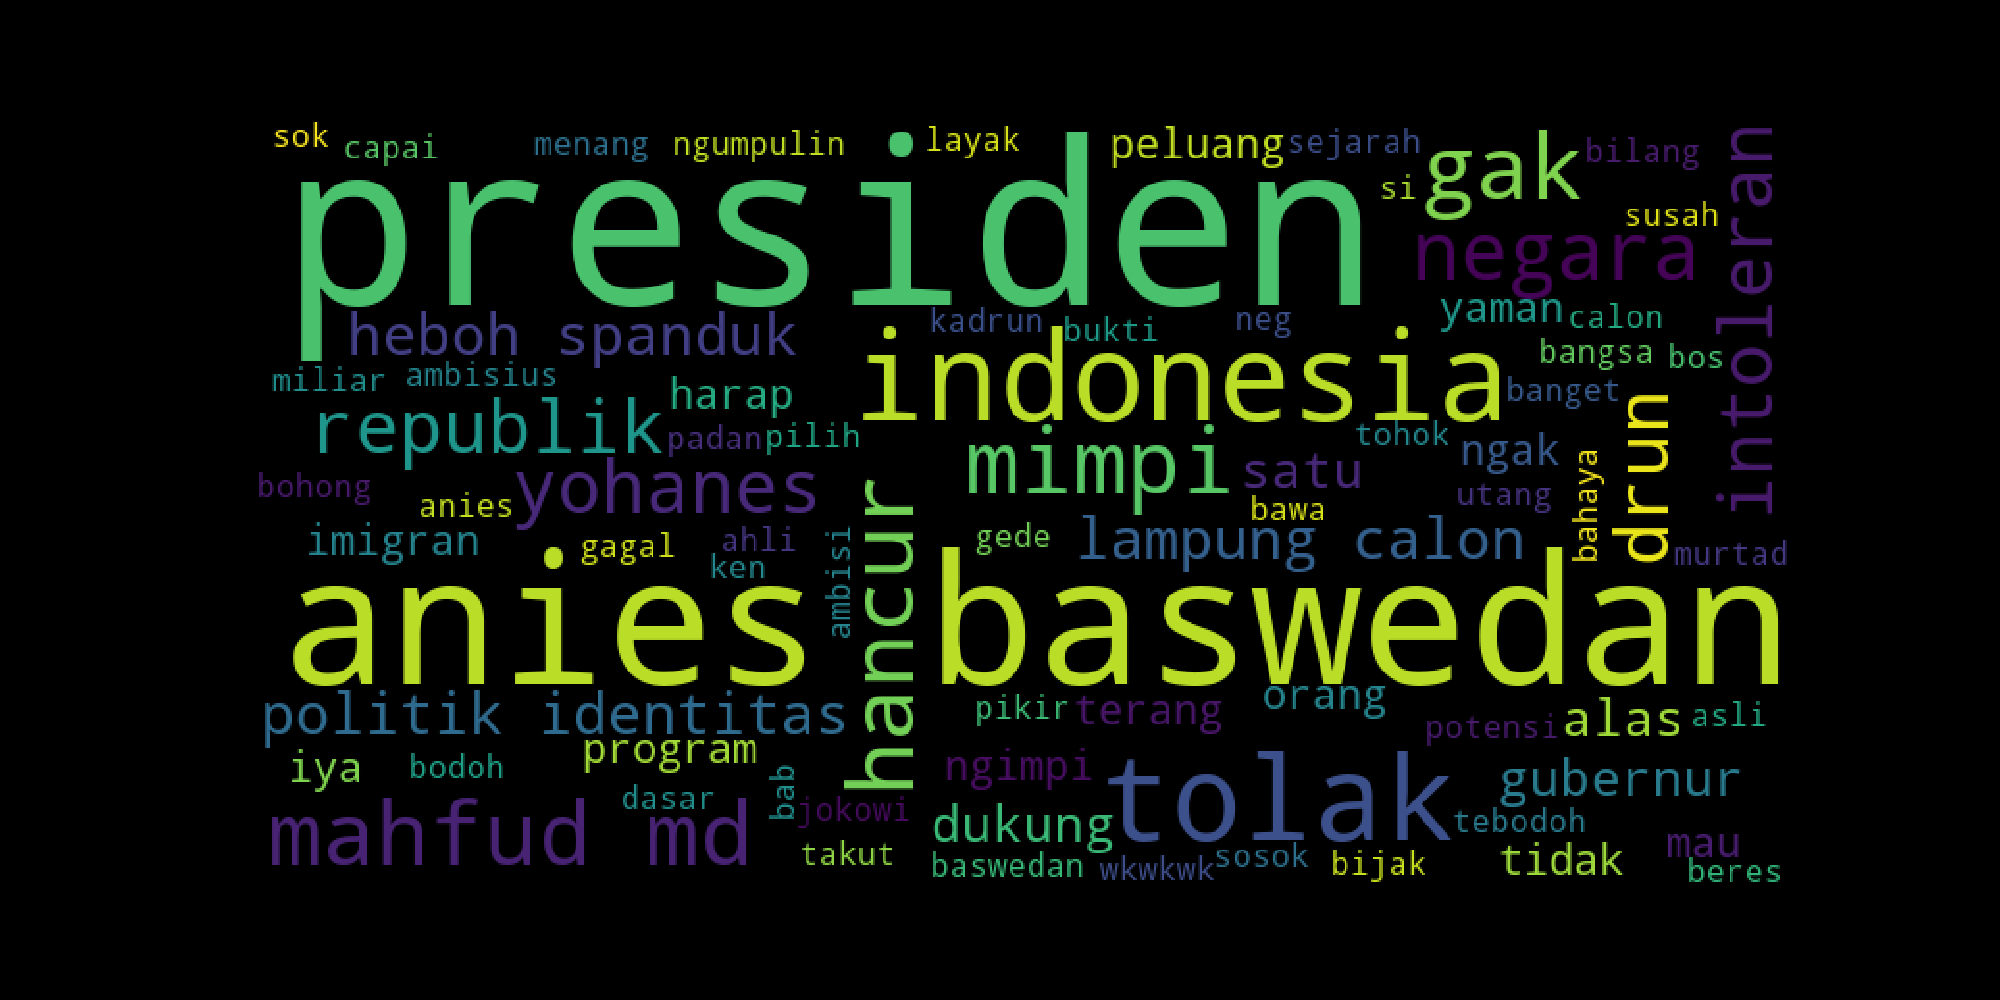 sok capai menang ngumpulin layak peluang sejarah gak bilang
presiden si susah
negara intoleran
heboh spanduk kadrun bukti neg yaman calon
miliar ambisius harap indonesia bangsa bos
republik padan pilih banget drun
bohong anies yohanes mimpi satu tohok ngak utang
imigran gagal ahli ken gede bawa lampung calon bahaya murtad
anies ambisi hancur baswedan
politik identitas pikir terang orang potensi alas asli
iya bodoh program ngimpi tolak gubernur
mahfud md dasar bab jokowi dukung tebodoh
takut baswedan wkwkwk sosok bijak tidak mau beres